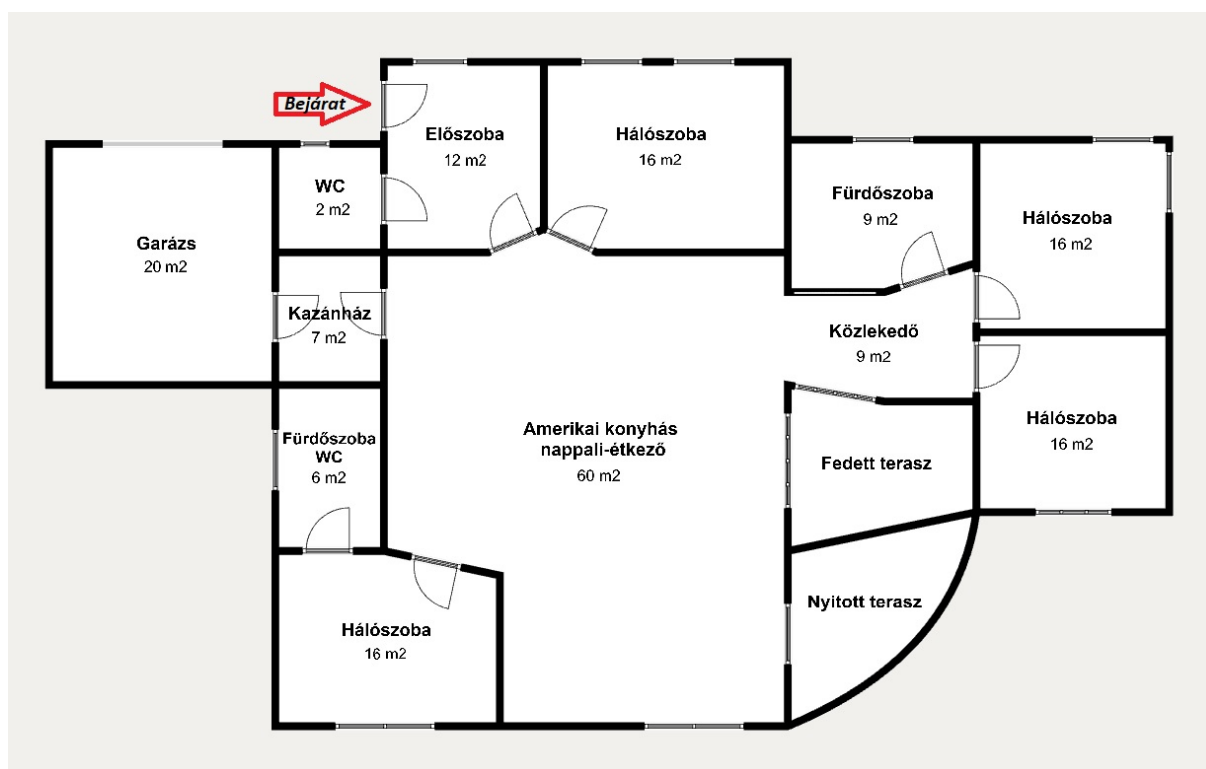 Bejárat
Előszoba
12 m2
Hálószoba
16 m2
WC
2 m2
Fürdőszoba
9 m2
Hálószoba
16 m2
Garázs
20 m2
Kazánház
7 m2
Közlekedő
9 m2
Fürdőszoba
WC
6 m2
Amerikai konyhás
nappali-étkező
60 m2
Hálószoba
16 m2
Fedett terasz
Nyitott terasz
Hálószoba
16 m2